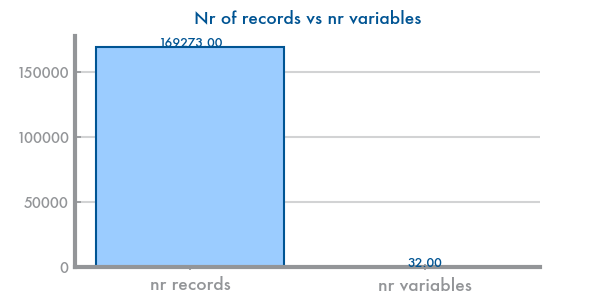 Nr of records vs nr variables
169273.00
150000
100000
50000
32.00
0
nr records
nr variables